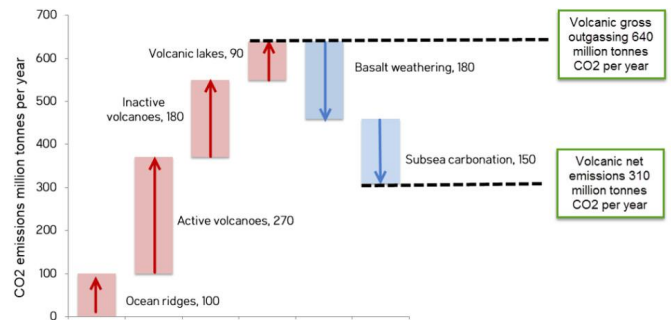 CO2 emissions million tonnes per year
700
600
500
400
300
200
100
0
Volcanic lakes, 90
Inactive
volcanoes, 180
Active volcanoes, 270
Ocean ridges, 100
Basalt weathering, 180
Subsea carbonation, 150
Volcanic gross
outgassing 640
million tonnes
CO2 per year
Volcanic net
emissions 310
million tonnes
CO2 per year